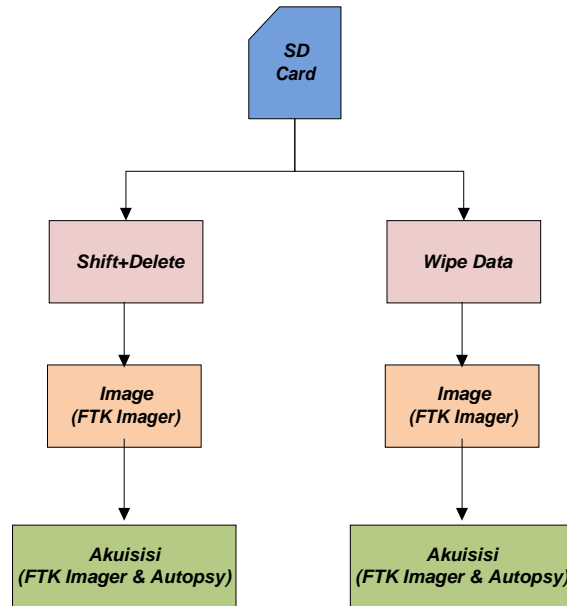 SD
Card
Shift+Delete
Wipe Data
Image
(FTK Imager)
Image
(FTK Imager)
Akuisisi
(FTK Imager & Autopsy)
Akuisisi
(FTK Imager & Autopsy)